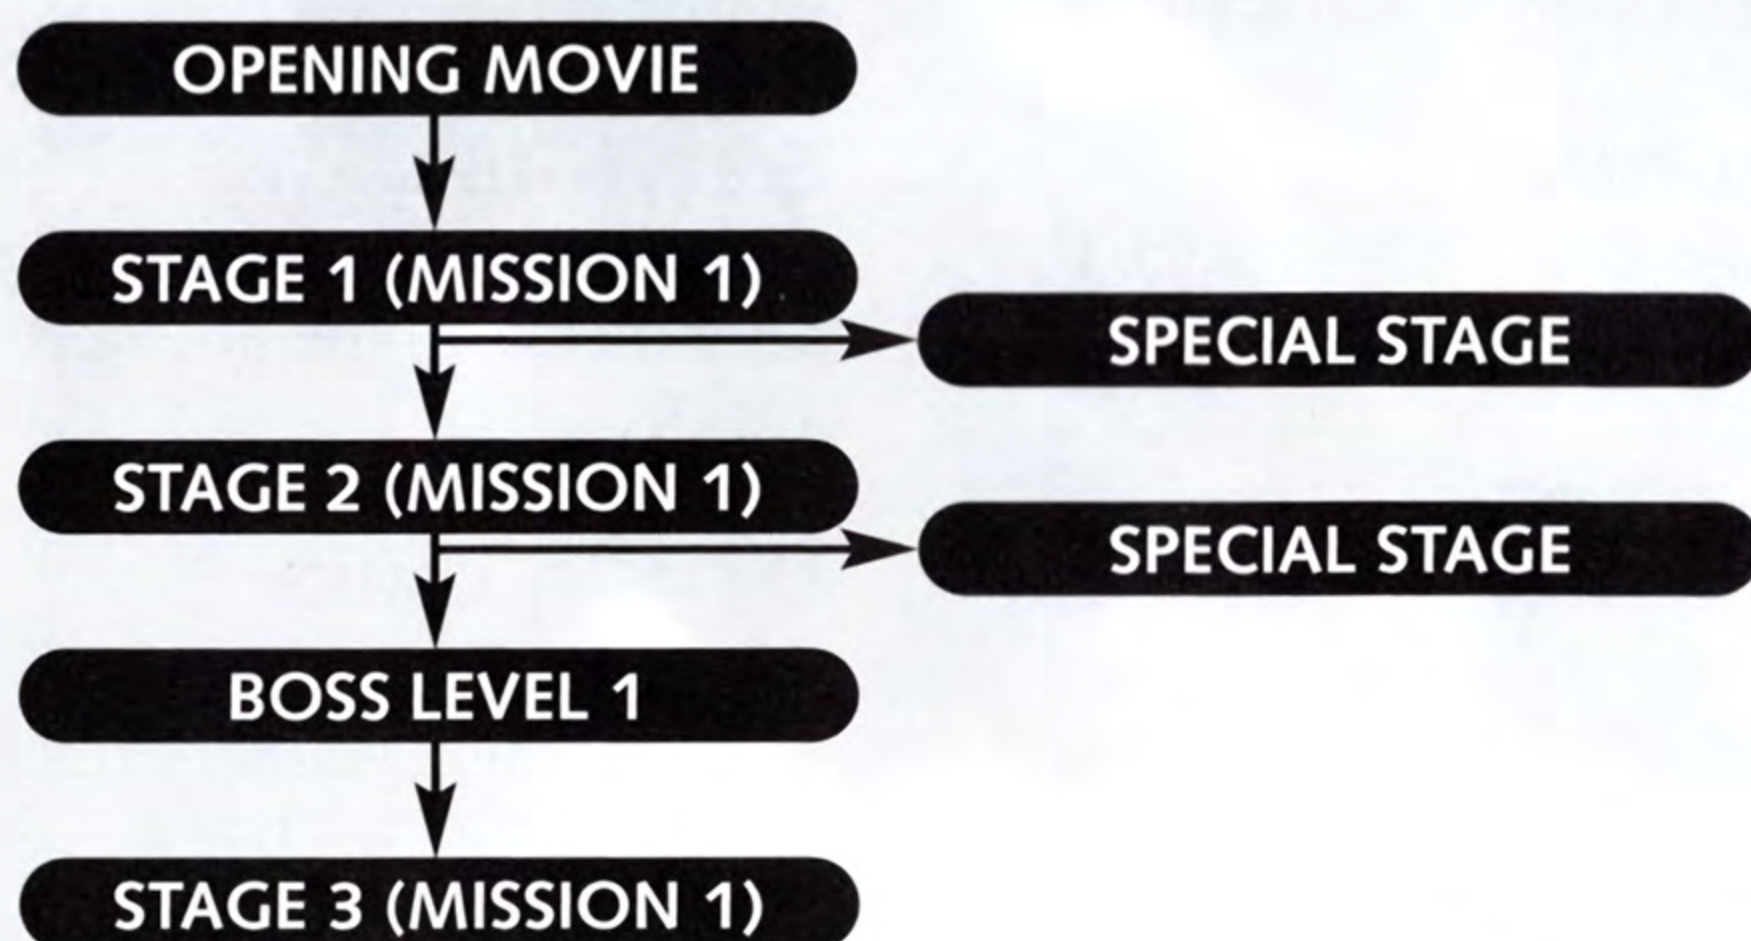 OPENING MOVIE
STAGE 1 (MISSION 1)
SPECIAL STAGE
STAGE 2 (MISSION 1)
SPECIAL STAGE
BOSS LEVEL 1
STAGE 3 (MISSION 1)